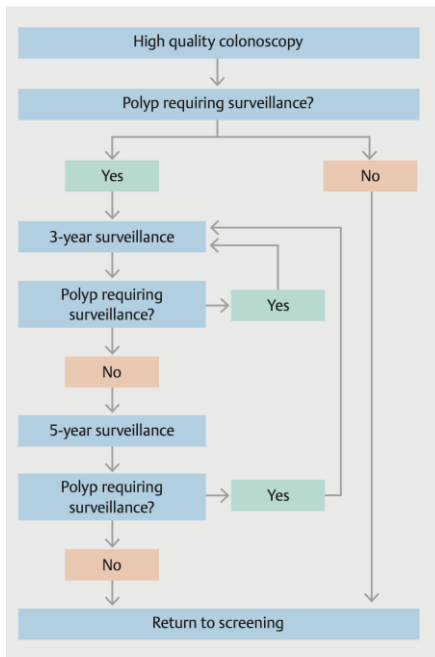 High quality colonoscopy
Polyp requiring surveillance?
Yes
No
3-year surveillance
Polyp requiring
surveillance?
Yes
No
5-year surveillance
Polyp requiring
surveillance?
Yes
No
Return to screening